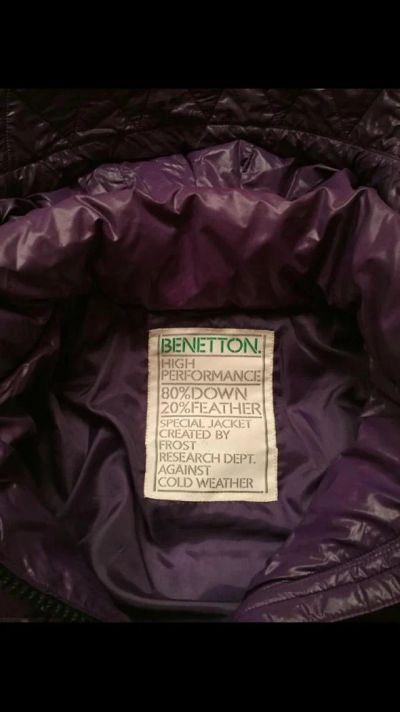 BENETTON.
HIGH
PERFORMANCE
80%DOWN
20%FEATHER
SPECIAL JACKET
CREATED BY
FROST
RESEARCH DEPT.
AGAINST
COLD WEATHER